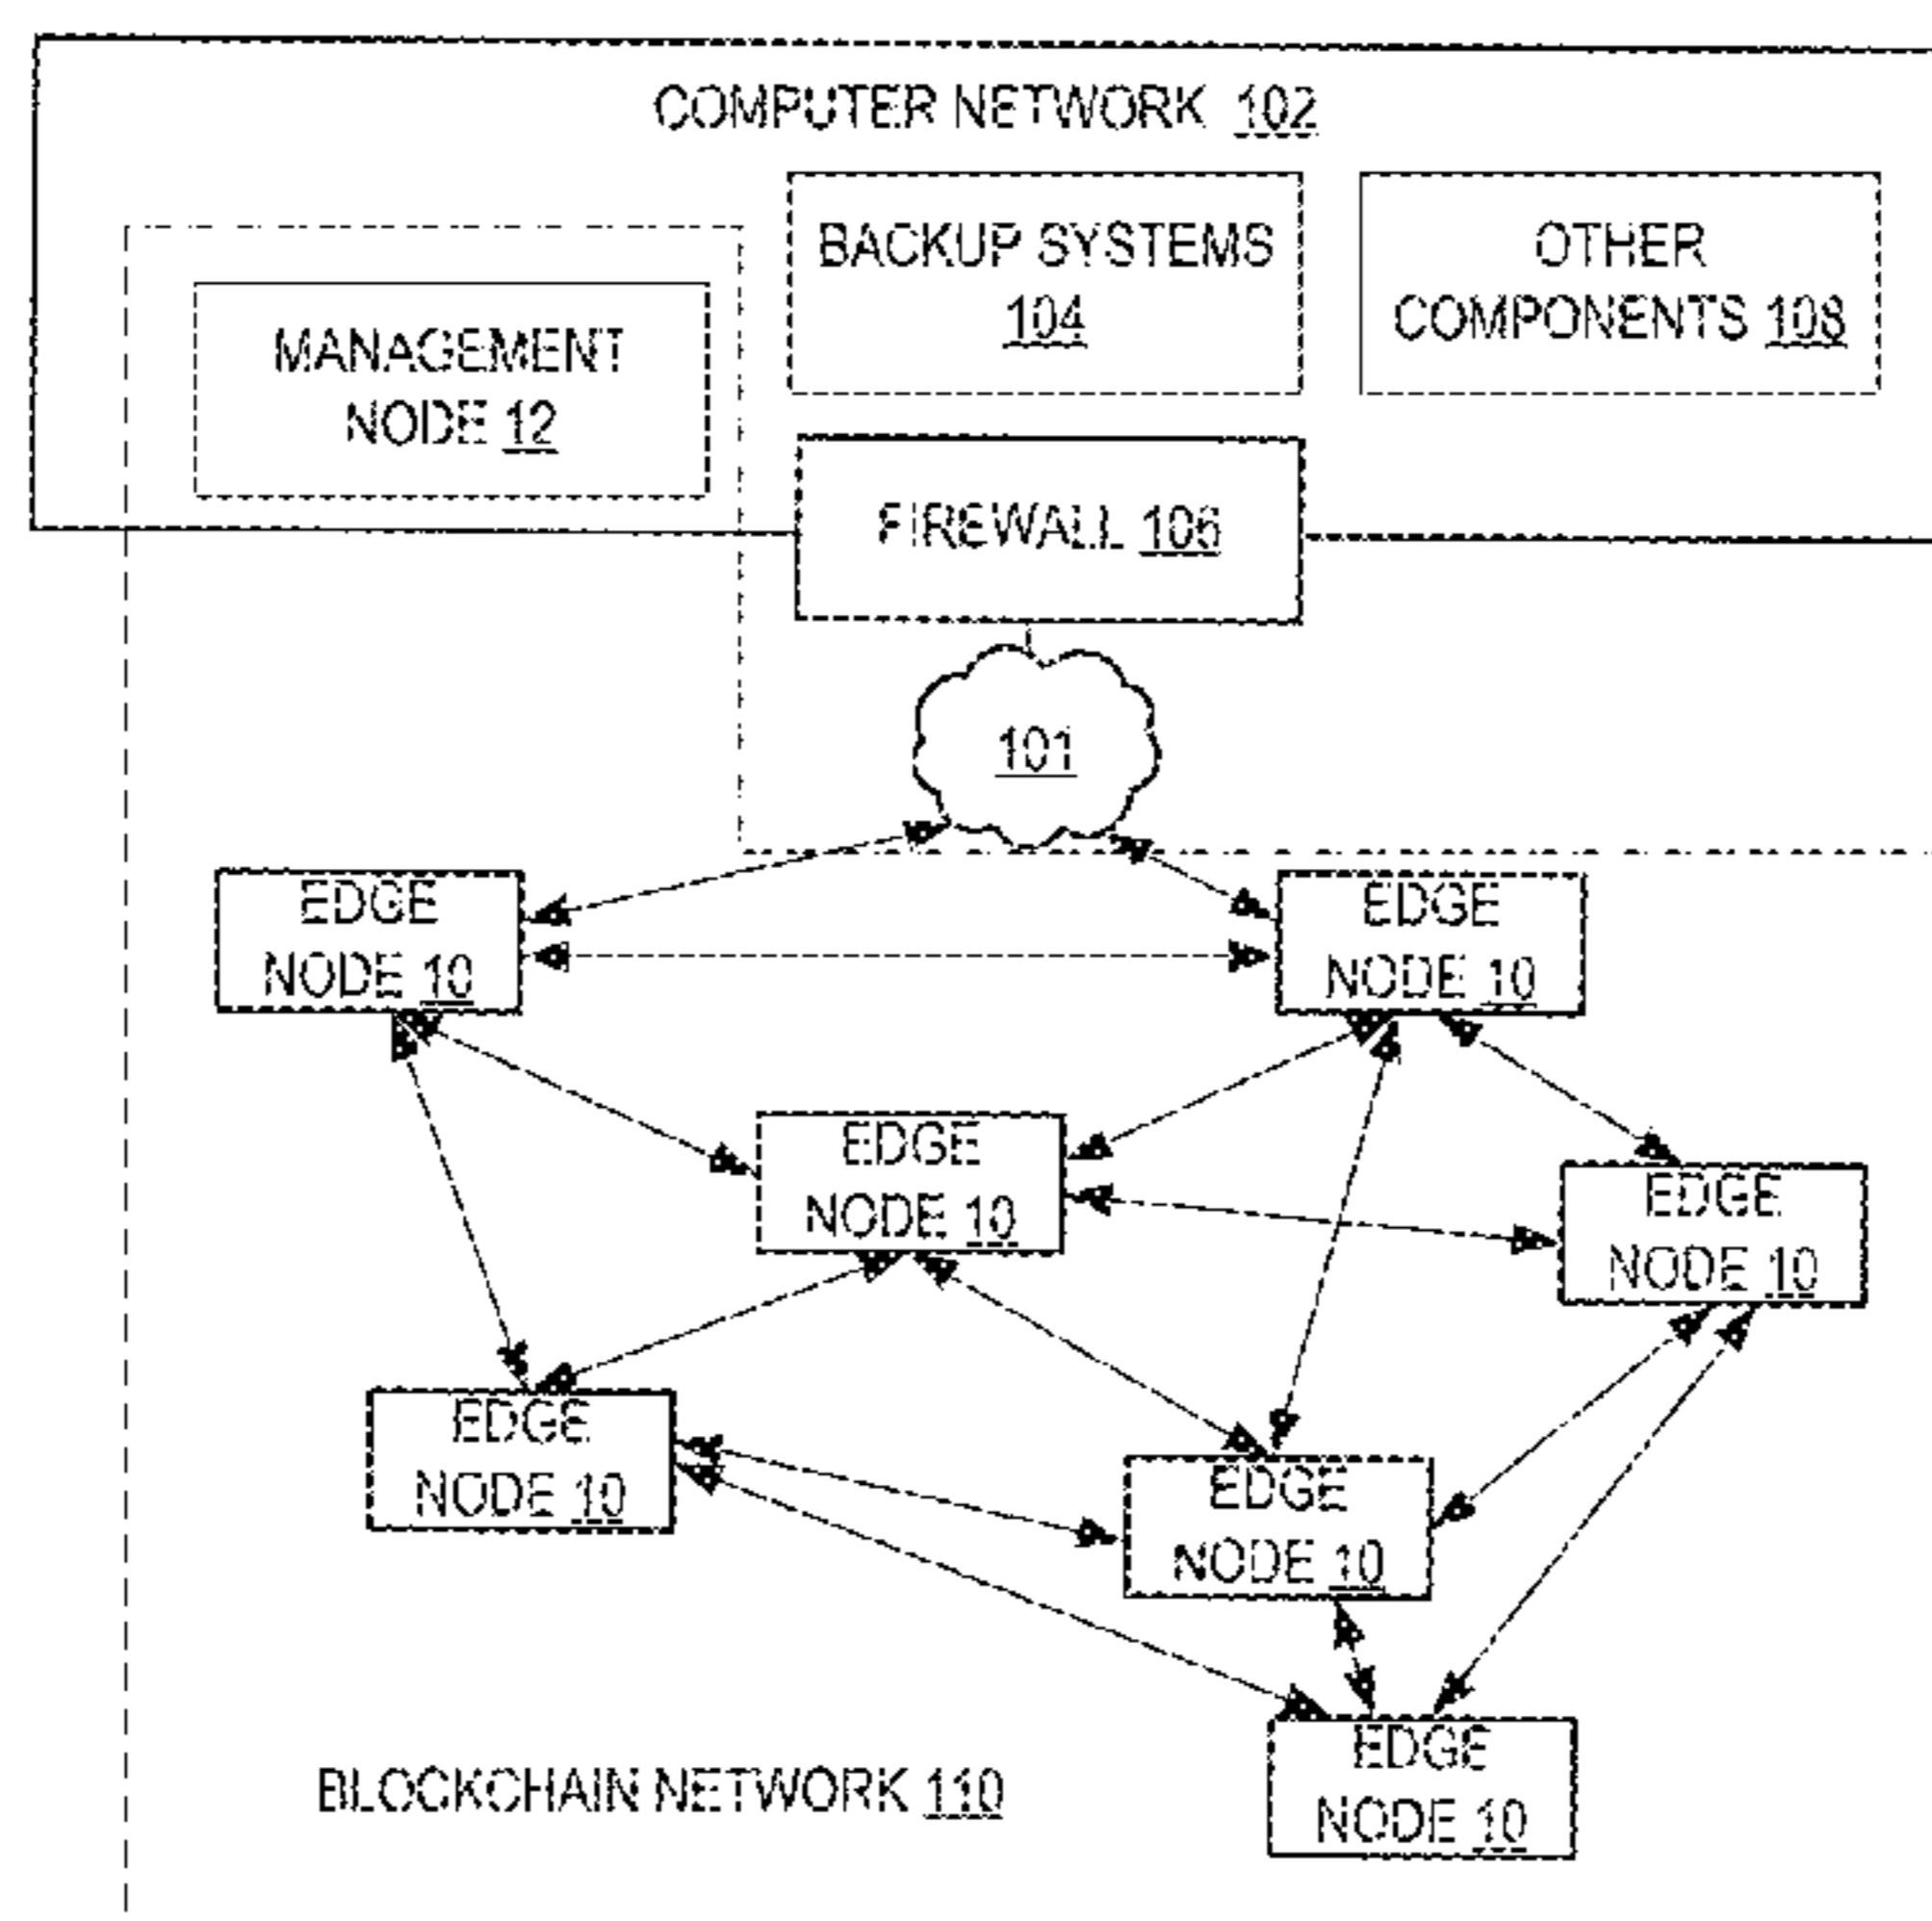 COMPUTER NETWORK 102
BACKUP SYSTEMS
104
OTHER
COMPONENTS 108
MANAGEMENT
NODE 12
FIREWALL 106
101
EDGE
NODE 10
EDGE
NODE 10
EDGE
NODE 10
EDGE
NODE 10
EDGE
NODE 10
EDGE
NODE 10
EDGE
NODE 10
BLOCKCHAIN NETWORK 110